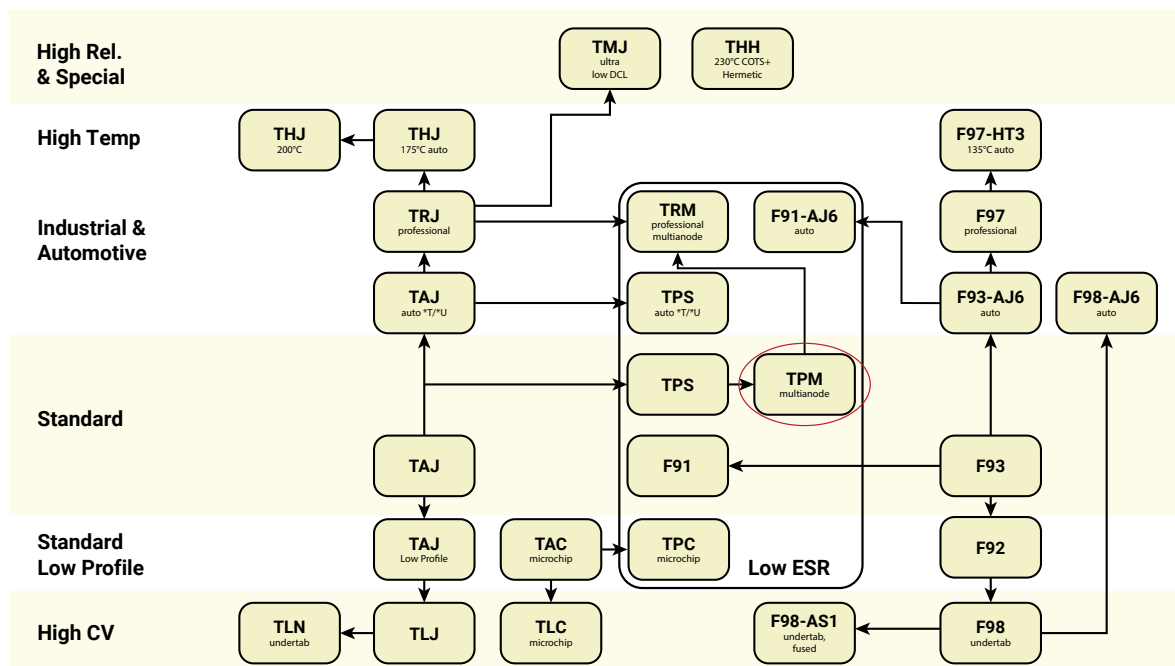 High Rel.
& Special
TMJ
ultra
low DCL
THH
230°C COTS+
Hermetic
High Temp
THJ
200°C
THJ
175°C auto
F97-HT3
135°C auto
Industrial &
Automotive
TRJ
professional
TRM
professional
multianode
F91-AJ6
auto
F97
professional
TAJ
auto *T/*U
TPS
auto *T/*U
F93-AJ6
auto
F98-AJ6
auto
Standard
TPS
TPM
multianode
TAJ
F91
F93
Standard
Low Profile
TAJ
Low Profile
TAC
microchip
TPC
microchip
Low ESR
F92
High CV
TLN
undertab
TLJ
TLC
microchip
F98-AS1
undertab,
fused
F98
undertab